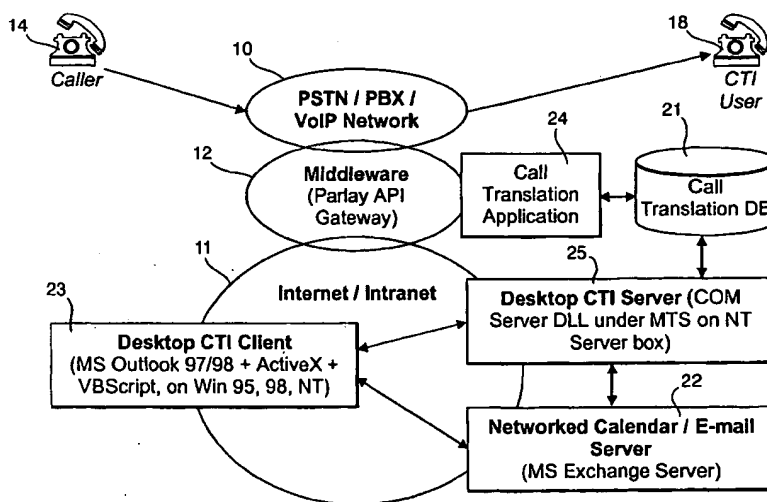 14
Caller
10
18
CTI
User
PSTN / PBX /
VoIP Network
12
24
21
Middleware
(Parlay API
Gateway)
Call
Translation
Application
Call
Translation DB
11
25
Internet / Intranet
23
Desktop CTI Server (COM
Server DLL under MTS on NT
Server box)
Desktop CTI Client
(MS Outlook 97/98 + ActiveX +
VBScript, on Win 95, 98, NT)
22
Networked Calendar / E-mail
Server
(MS Exchange Server)